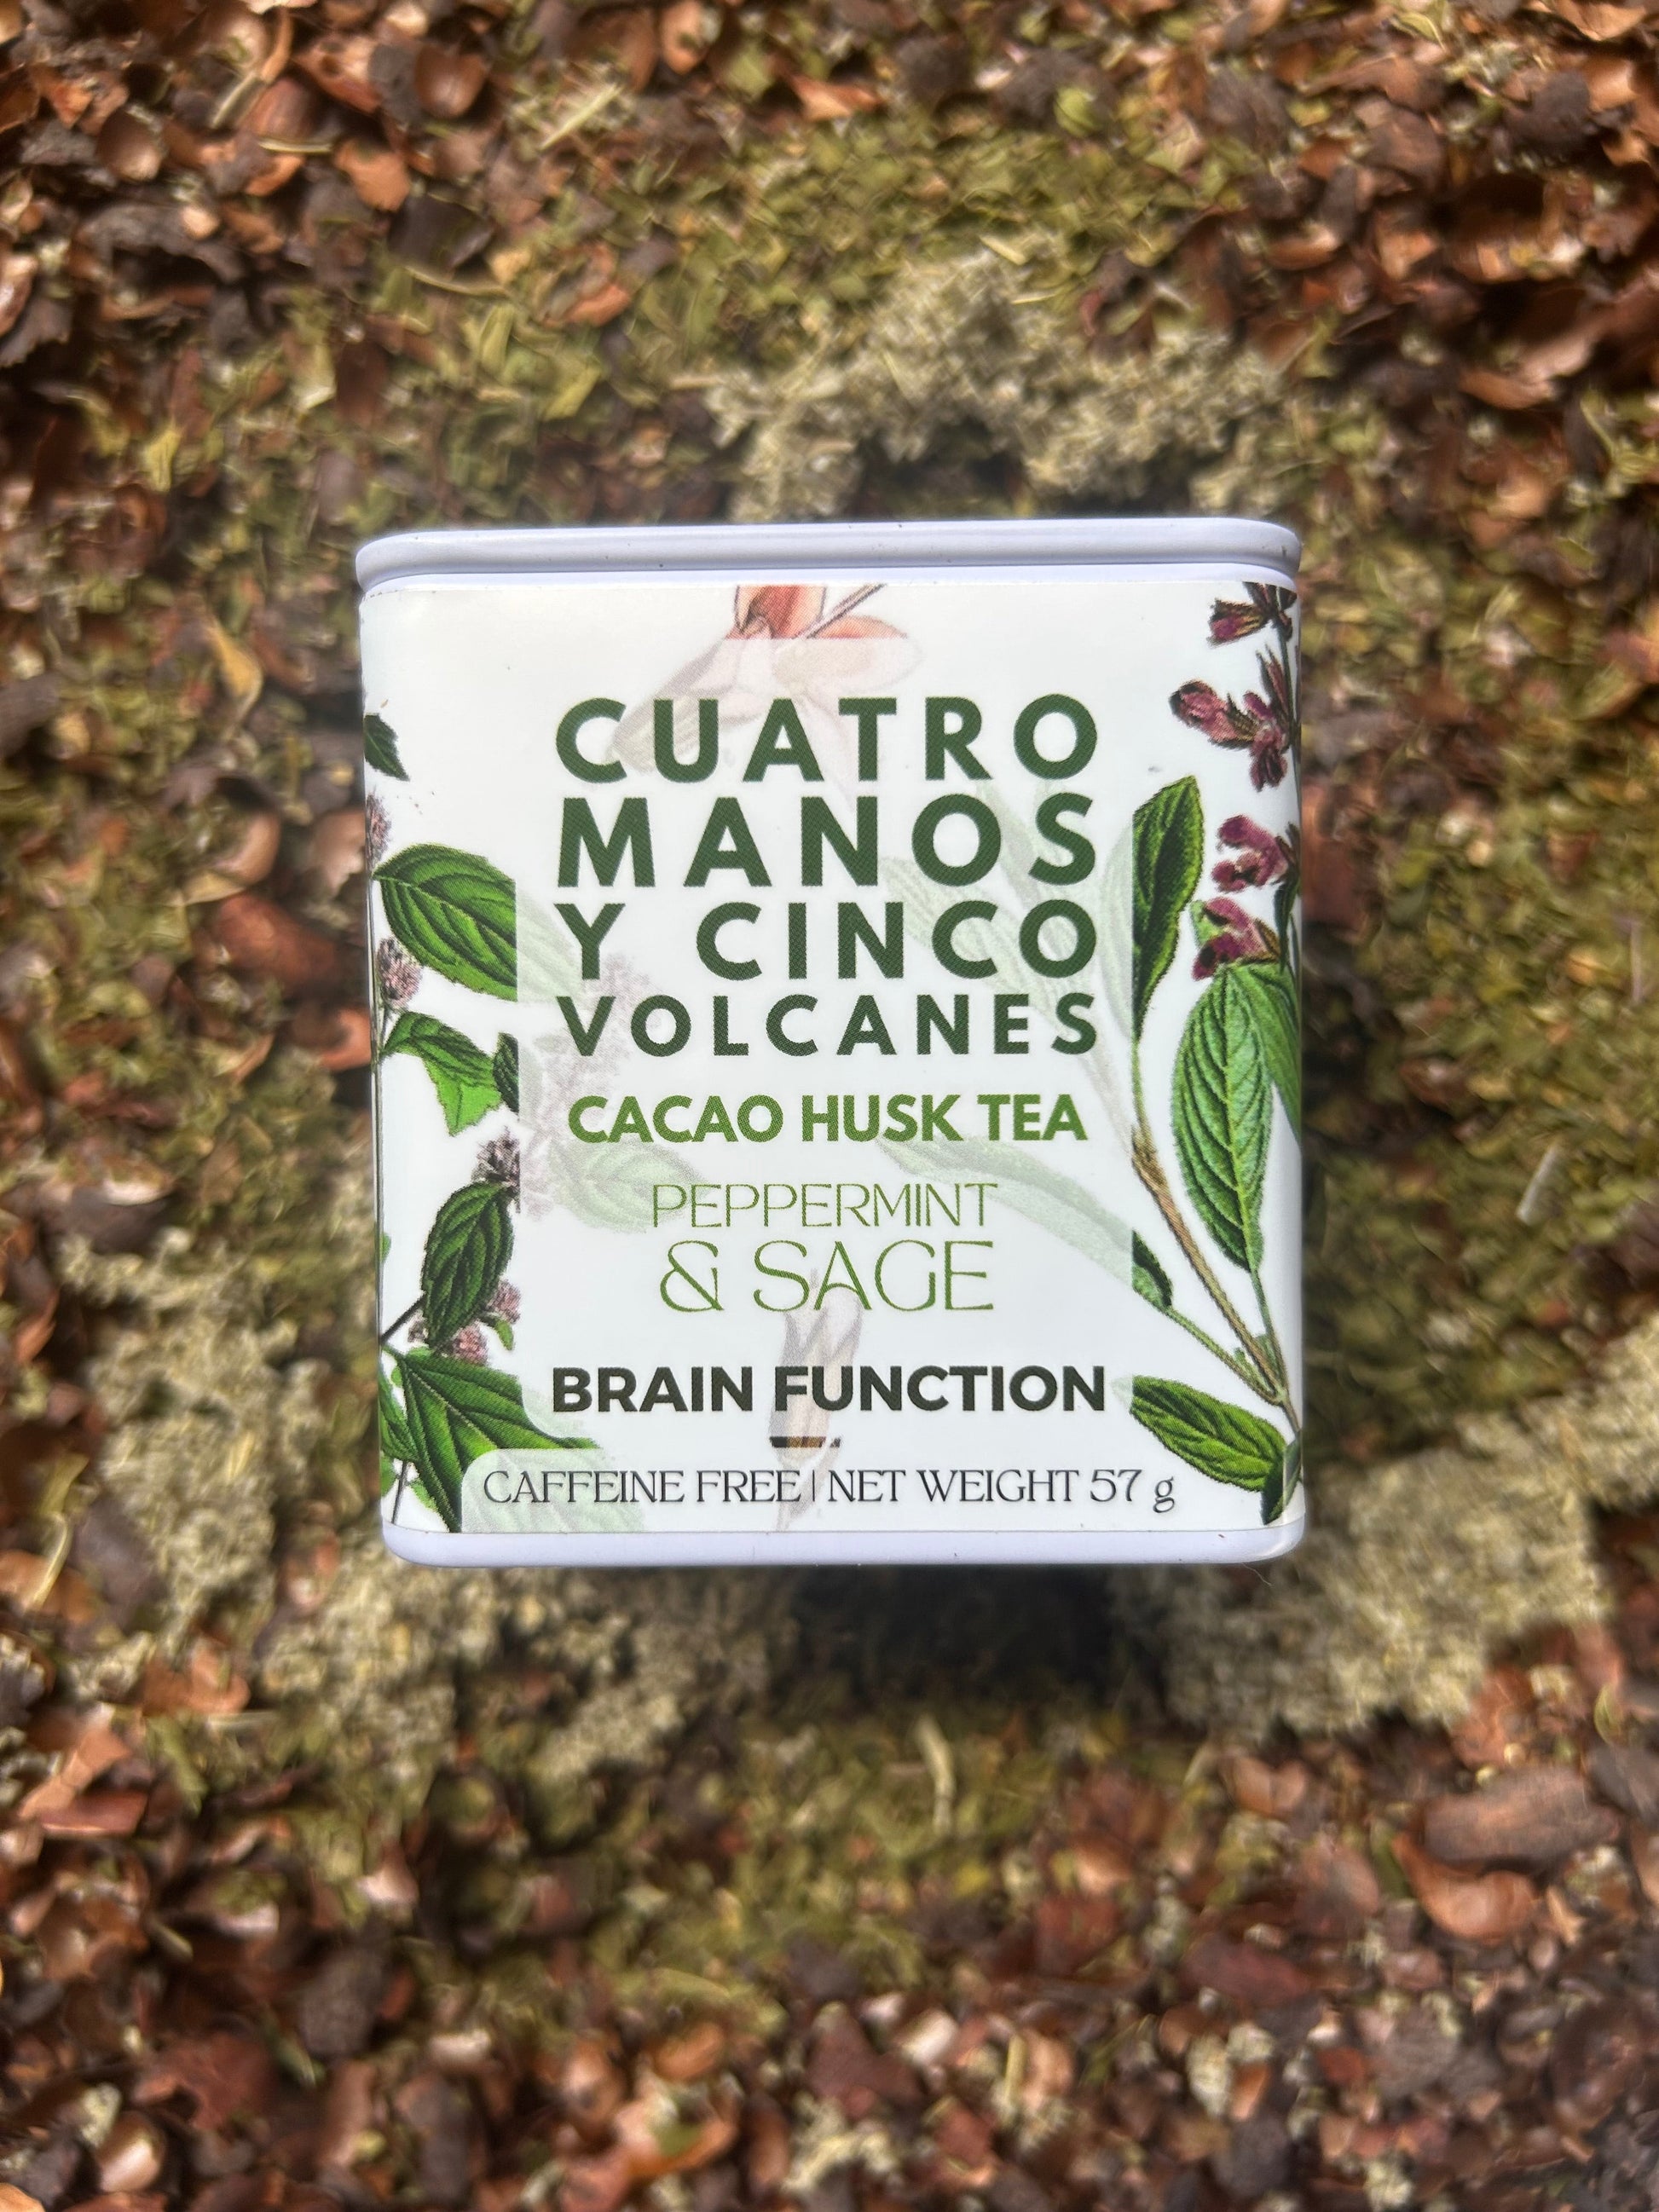 CUATRO
MANOS
Y CINCO
VOLCANES
CACAO HUSK TEA
PEPPERMINT
& SAGE
BRAIN FUNCTION
CAFFEINE FREE | NET WEIGHT 57 g